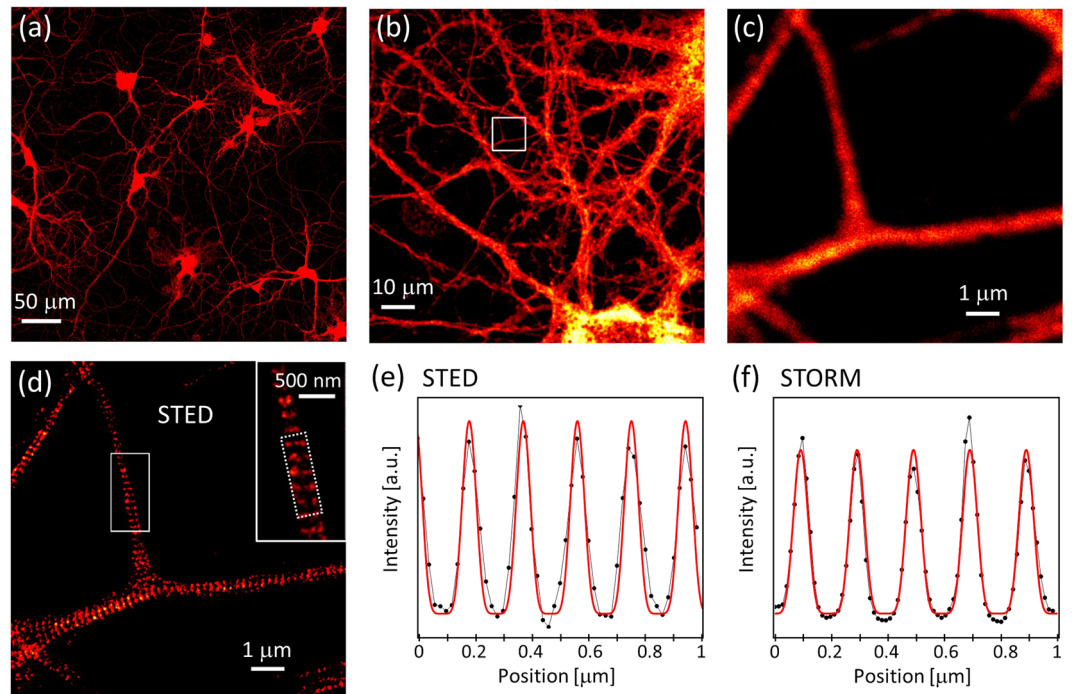 (a)
50 μm
(b)
10 μm
(c)
1 μm
(d)
STED
500 nm
1 μm
(e) STED
Intensity [a.u.]
0 0.2 0.4 0.6 0.8 1
Position [μm]
(f) STORM
Intensity [a.u.]
0 0.2 0.4 0.6 0.8 1
Position [μm]